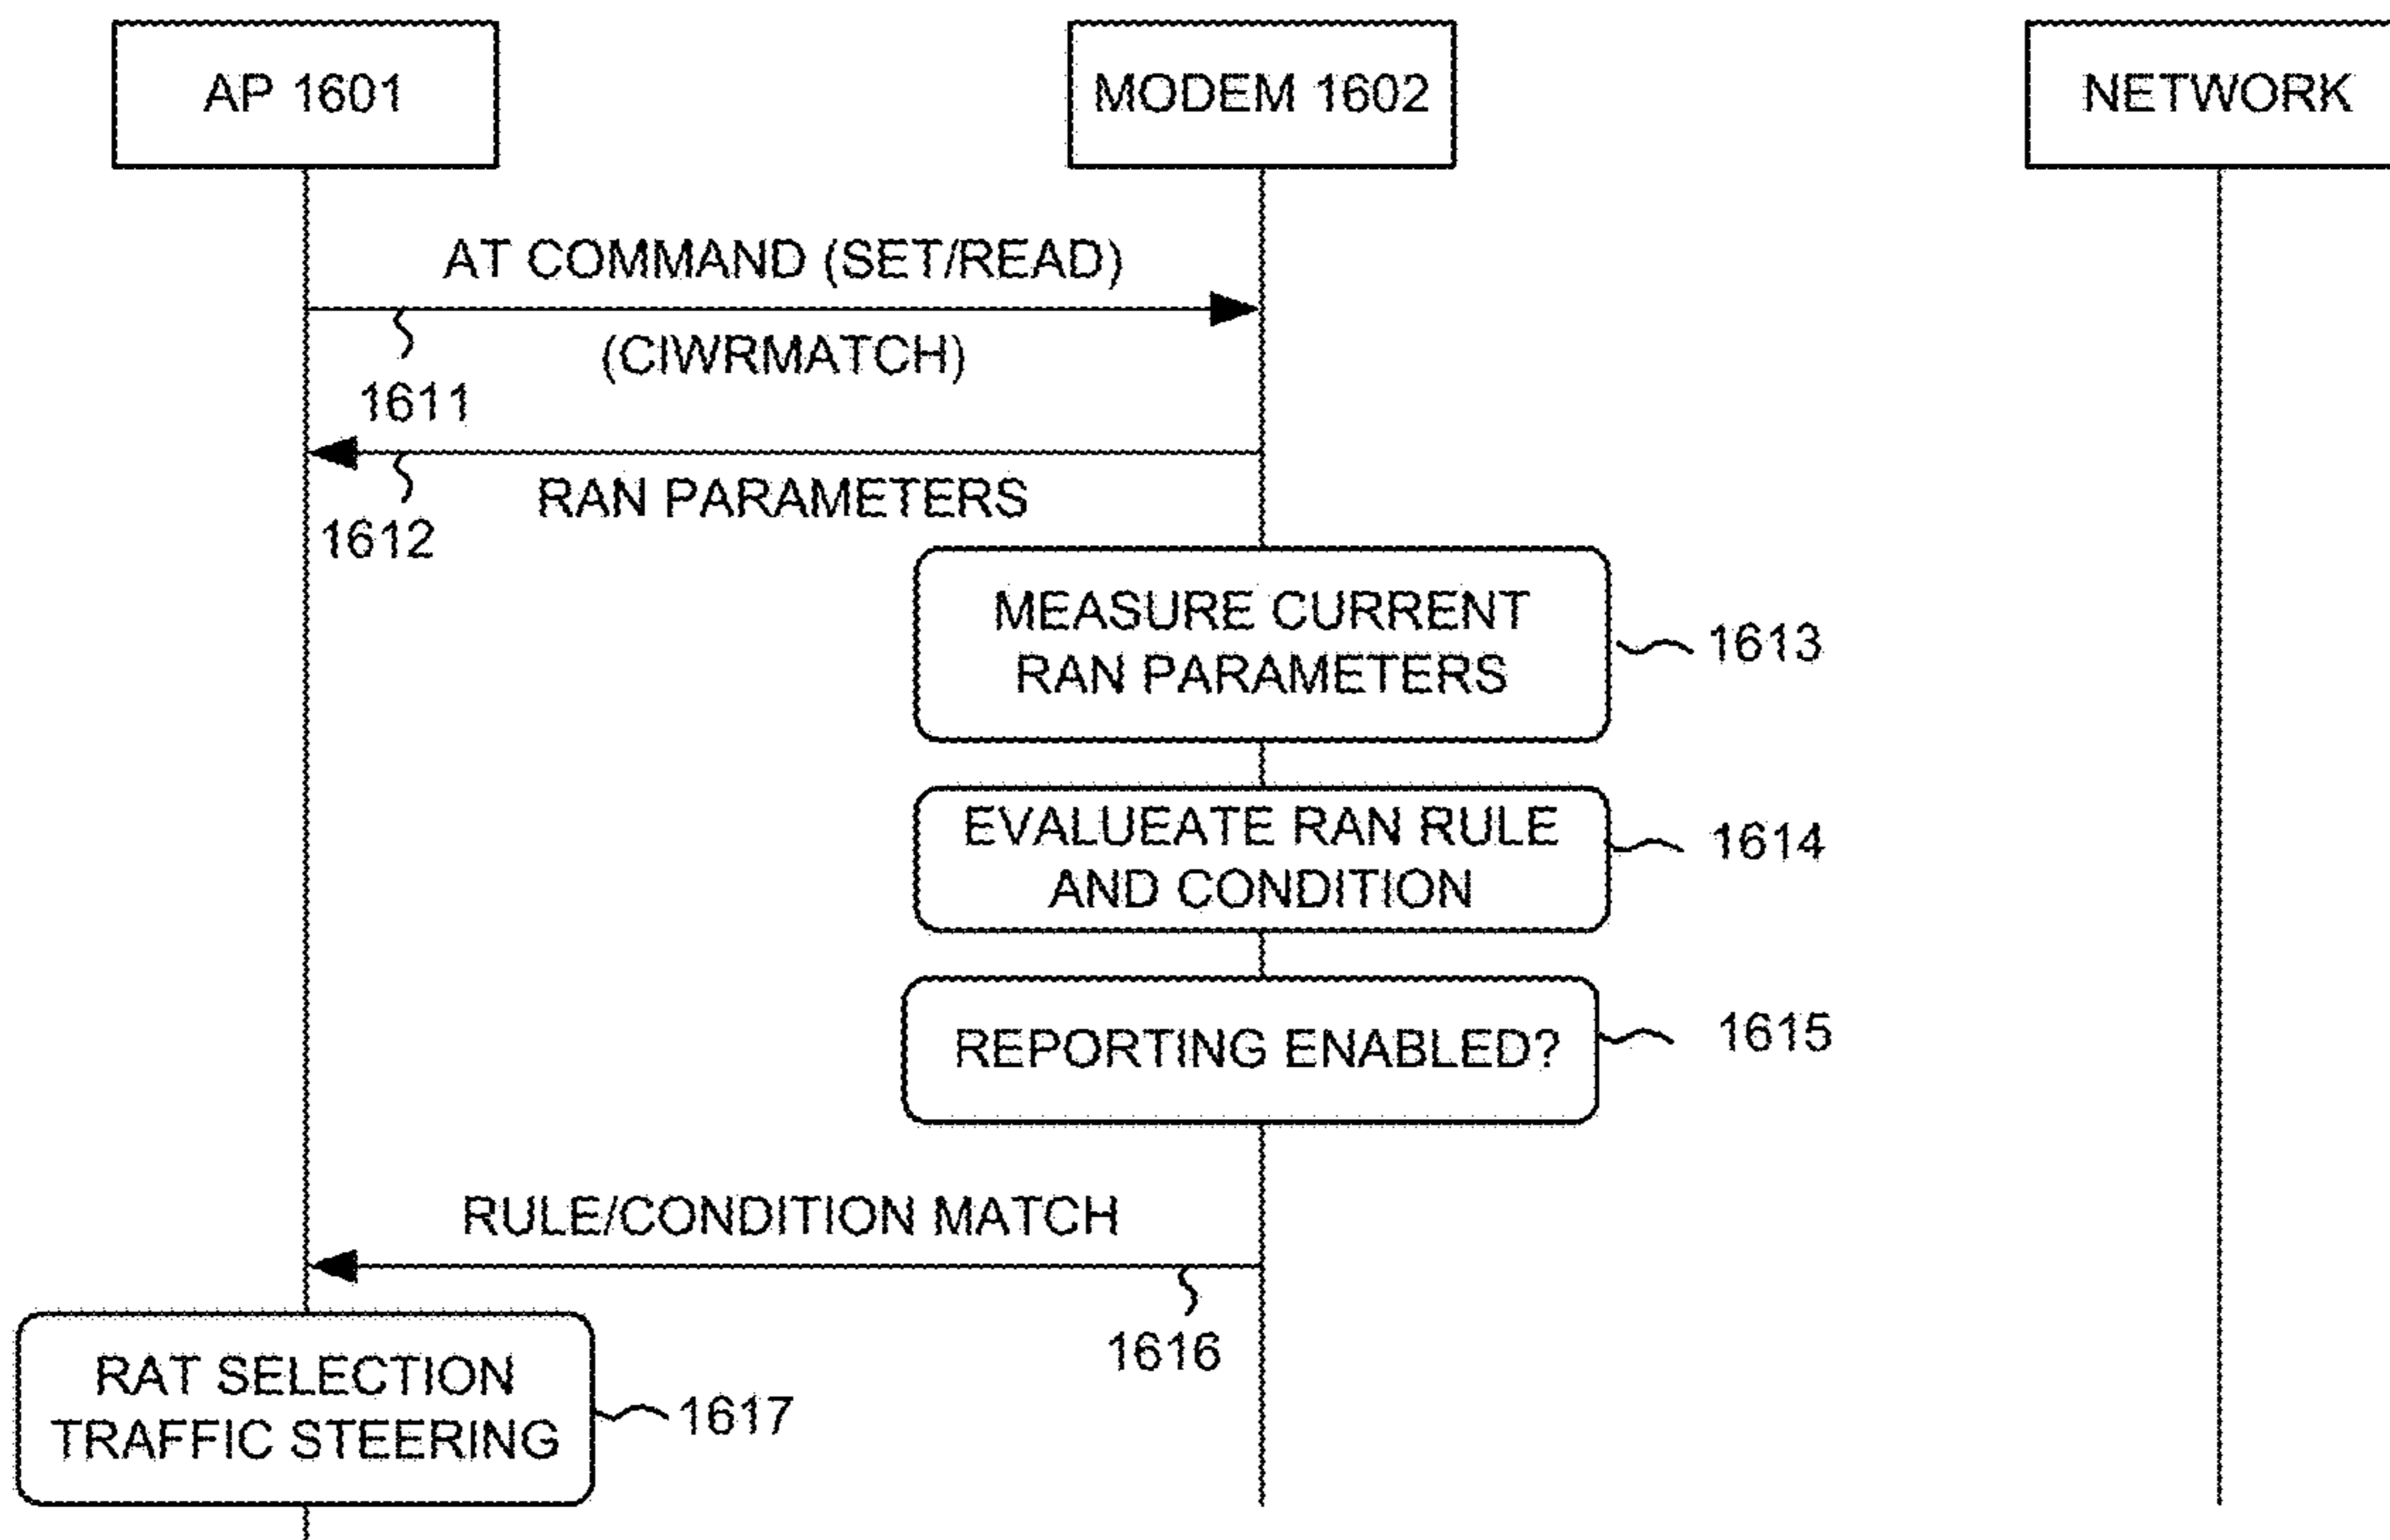 AP 1601
MODEM 1602
NETWORK
AT COMMAND (SET/READ)
(CIWRMATCH)
1611
RAN PARAMETERS
1612
MEASURE CURRENT
RAN PARAMETERS
1613
EVALUEATE RAN RULE
AND CONDITION
1614
REPORTING ENABLED?
1615
RULE/CONDITION MATCH
1616
RAT SELECTION
TRAFFIC STEERING
1617